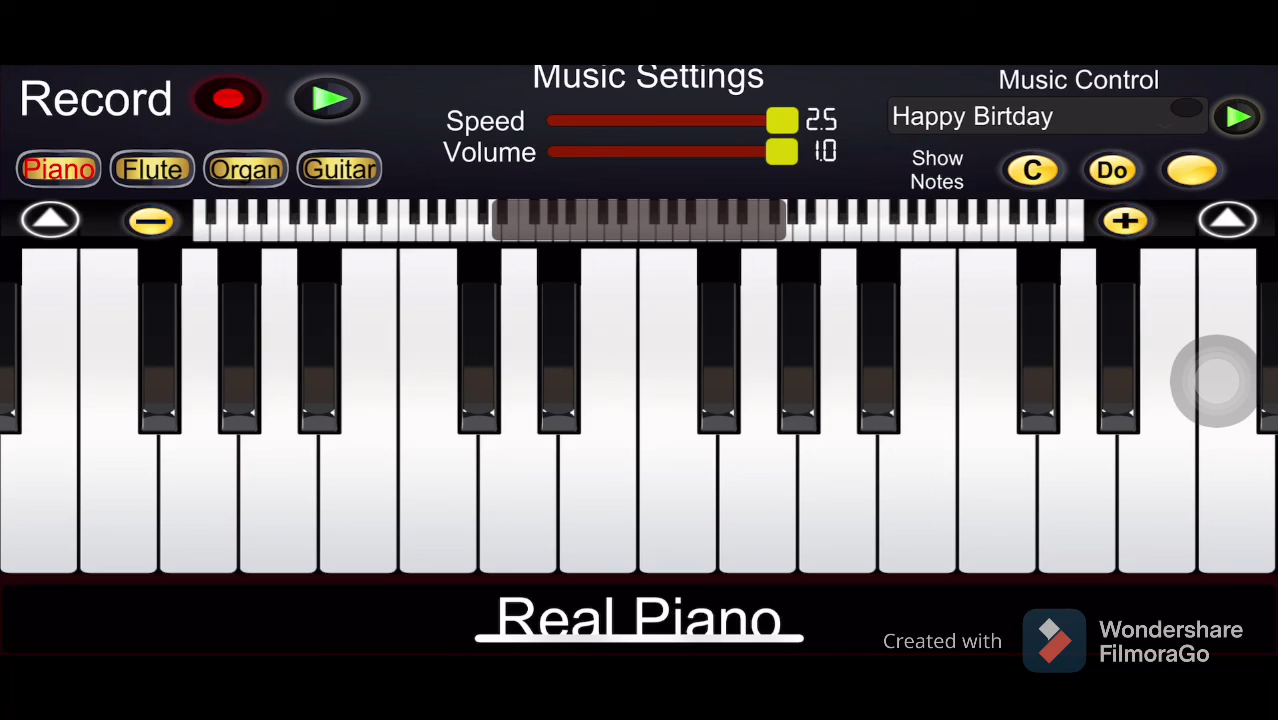 Record
Music Settings
Speed 2.5
Volume 1.0
Music Control
Happy Birtday
Piano Flute Organ Guitar
Show
Notes
C Do
Real Piano
Created with
Wondershare
FilmoraGo